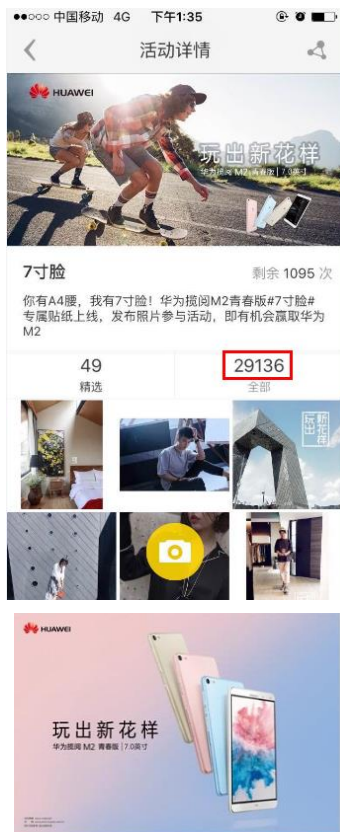 中国移动 4G 下午1:35
活动详情
HUAWEI
玩出新花样
华为揽阅 M2 青春版 | 7.0英寸
7寸脸
剩余 1095 次
你有A4腰，我有7寸脸！华为揽阅M2青春版#7寸脸#
专属贴纸上线，发布照片参与活动，即有机会赢取华为
M2
49
29136
精选
全部
玩出新花样
HUAWEI
玩出新花样
华为揽阅 M2 青春版 | 7.0英寸